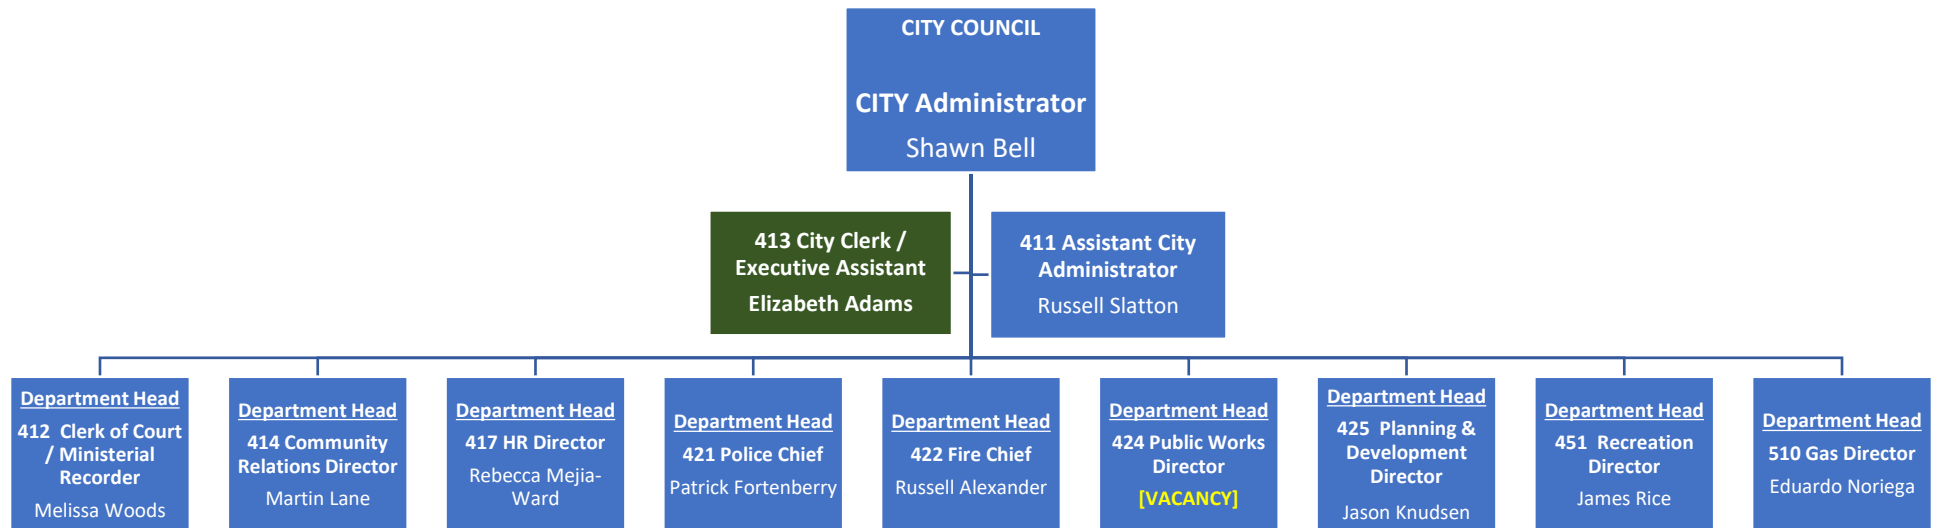 CITY COUNCIL
CITY Administrator
Shawn Bell
413 City Clerk /
Executive Assistant
Elizabeth Adams
411 Assistant City
Administrator
Russell Slatton
Department Head
412  Clerk of Court
/ Ministerial
Recorder
Melissa Woods
Department Head
414 Community
Relations Director
Martin Lane
Department Head
417 HR Director
Rebecca Mejia-
Ward
Department Head
421 Police Chief
Patrick Fortenberry
Department Head
422 Fire Chief
Russell Alexander
Department Head
424 Public Works
Director
[VACANCY]
Department Head
425  Planning &
Development
Director
Jason Knudsen
Department Head
451  Recreation
Director
James Rice
Department Head
510 Gas Director
Eduardo Noriega